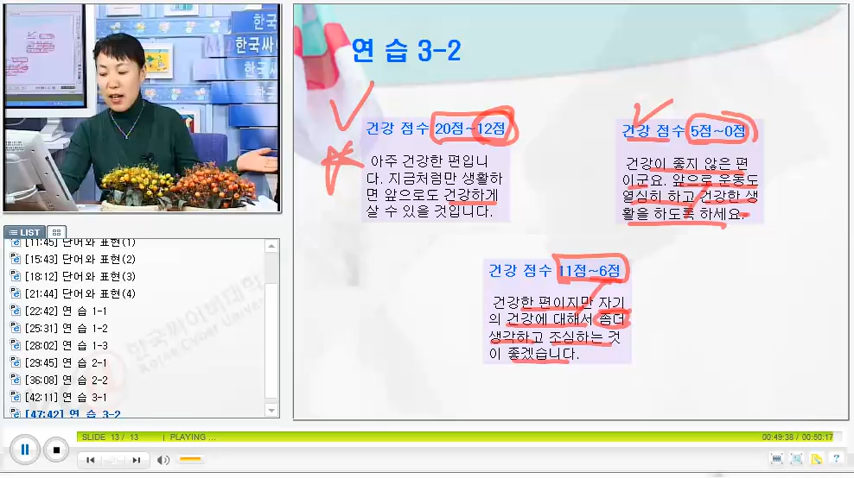 한국
한국싸이
연 습 3-2
건강 점수 20점~12점
아주 건강한 편입니
다. 지금처럼만 생활하
면 앞으로도 건강하게
살 수 있을 것입니다.
건강 점수 5점~0점
건강이 좋지 않은 편
이군요. 앞으로 운동도
열심히 하고 건강한 생
활을 하도록 하세요.
건강 점수 11점~6점
건강한 편이지만 자기
의 건강에 대해서 좀더
생각하고 조심하는 것
이 좋겠습니다.
LIST
[11:45] 단어와 표현(1)
[15:43] 단어와 표현(2)
[18:12] 단어와 표현(3)
[21:44] 단어와 표현(4)
[22:42] 연 습 1-1
[25:31] 연 습 1-2
[28:02] 연 습 1-3
[29:45] 연 습 2-1
[36:08] 연 습 2-2
[42:11] 연 습 3-1
[47:42] 연 습 3-2
SLIDE 13 / 13 PLAYING ...
00:49:38 / 00:50:17